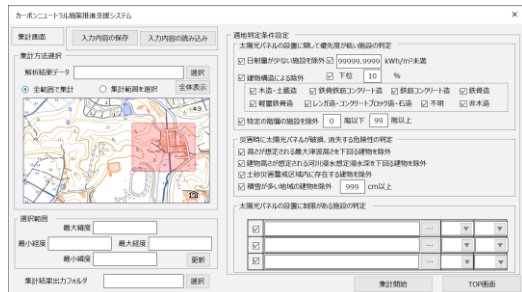 カーボンニュートラル施策推進支援システム
×
集計画面
入力内容の保存
入力内容の読み込み
集計方法選択
解析結果データ
選択
全範囲で集計
集計範囲を選択
全体表示
選択範囲
最大緯度
最小経度
最大経度
最小緯度
更新
集計結果出力フォルダ
選択
適地判定条件設定
太陽光パネルの設置に関して優先度が低い施設の判定
日射量が少ない施設を除外
99999.9999 kWh/m²未満
下位 10 %
建物構造による除外
木造・土蔵造
鉄骨鉄筋コンクリート造
鉄筋コンクリート造
鉄骨造
軽量鉄骨造
レンガ造・コンクリートブロック造・石造
不明
非木造
特定の階層の施設を除外 0 階以下 99 階以上
災害時に太陽光パネルが破損、消失する危険性の判定
高さが想定される最大津波高さを下回る建物を除外
建物高さが想定される河川浸水想定浸水深を下回る建物を除外
土砂災害警戒区域内に存在する建物を除外
積雪が多い地域の建物を除外 999 cm以上
太陽光パネルの設置に制限がある施設の判定
...
...
...
集計開始
TOP画面